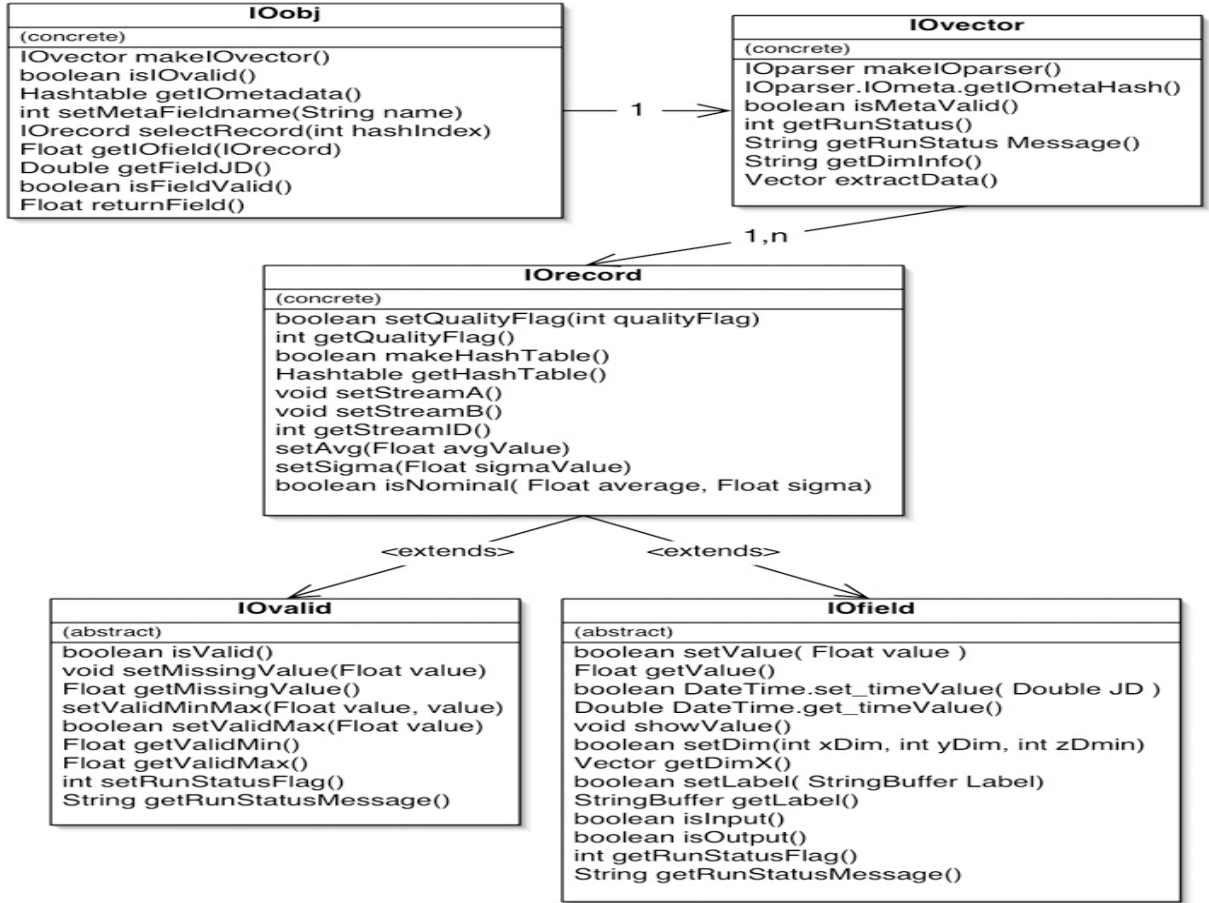 IOobj
(concrete)
IOvector makeIOvector()
boolean isIOvalid()
Hashtable getIOmetadata()
int setMetaFieldname(String name)
IOrecord selectRecord(int hashIndex)
Float getIOfield(IOrecord)
Double getFieldJD()
boolean isFieldValid()
Float returnField()
1
IOvector
(concrete)
IOparser makeIOparser()
IOparser.IOmeta.getIOmetaHash()
boolean isMetaValid()
int getRunStatus()
String getRunStatus Message()
String getDimInfo()
Vector extractData()
1,n
IOrecord
(concrete)
boolean setQualityFlag(int qualityFlag)
int getQualityFlag()
boolean makeHashTable()
Hashtable getHashTable()
void setStreamA()
void setStreamB()
int getStreamID()
setAvg(Float avgValue)
setSigma(Float sigmaValue)
boolean isNominal( Float average, Float sigma)
<extends>
<extends>
IOvalid
(abstract)
boolean isValid()
void setMissingValue(Float value)
Float getMissingValue()
setValidMinMax(Float value, value)
boolean setValidMax(Float value)
Float getValidMin()
Float getValidMax()
int setRunStatusFlag()
String getRunStatusMessage()
IOfield
(abstract)
boolean setValue( Float value )
Float getValue()
boolean DateTime.set_timeValue( Double JD )
Double DateTime.get_timeValue()
void showValue()
boolean setDim(int xDim, int yDim, int zDmin)
Vector getDimX()
boolean setLabel( StringBuffer Label)
StringBuffer getLabel()
boolean isInput()
boolean isOutput()
int getRunStatusFlag()
String getRunStatusMessage()